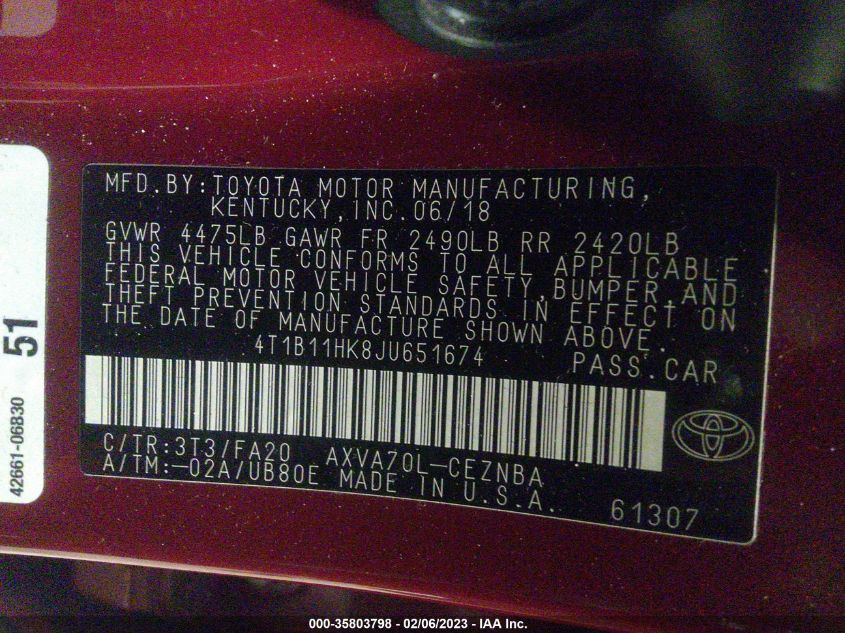 MFD.BY:TOYOTA MOTOR MANUFACTURING,
KENTUCKY,INC.06/18
GVWR 4475LB GAWR FR 2490LB RR 2420LB
THIS VEHICLE CONFORMS TO ALL APPLICABLE
FEDERAL MOTOR VEHICLE SAFETY,BUMPER,AND
THEFT PREVENTION STANDARDS IN EFFECT ON
THE DATE OF MANUFACTURE SHOWN ABOVE.
4T1B11HK8JU651674 PASS.CAR
C/TR:3T3/FA20 AXVA70L-CEZNBA
A/TM:-02A/UB80E MADE IN U.S.A.
61307
51
42661-06830
000-35803798 - 02/06/2023 - IAA Inc.